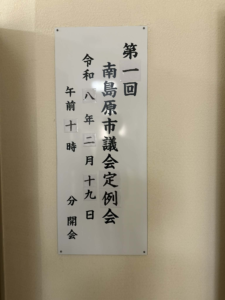 第一回
南島原市議会定例会
令和八年二月十九日
午前十時 分開会